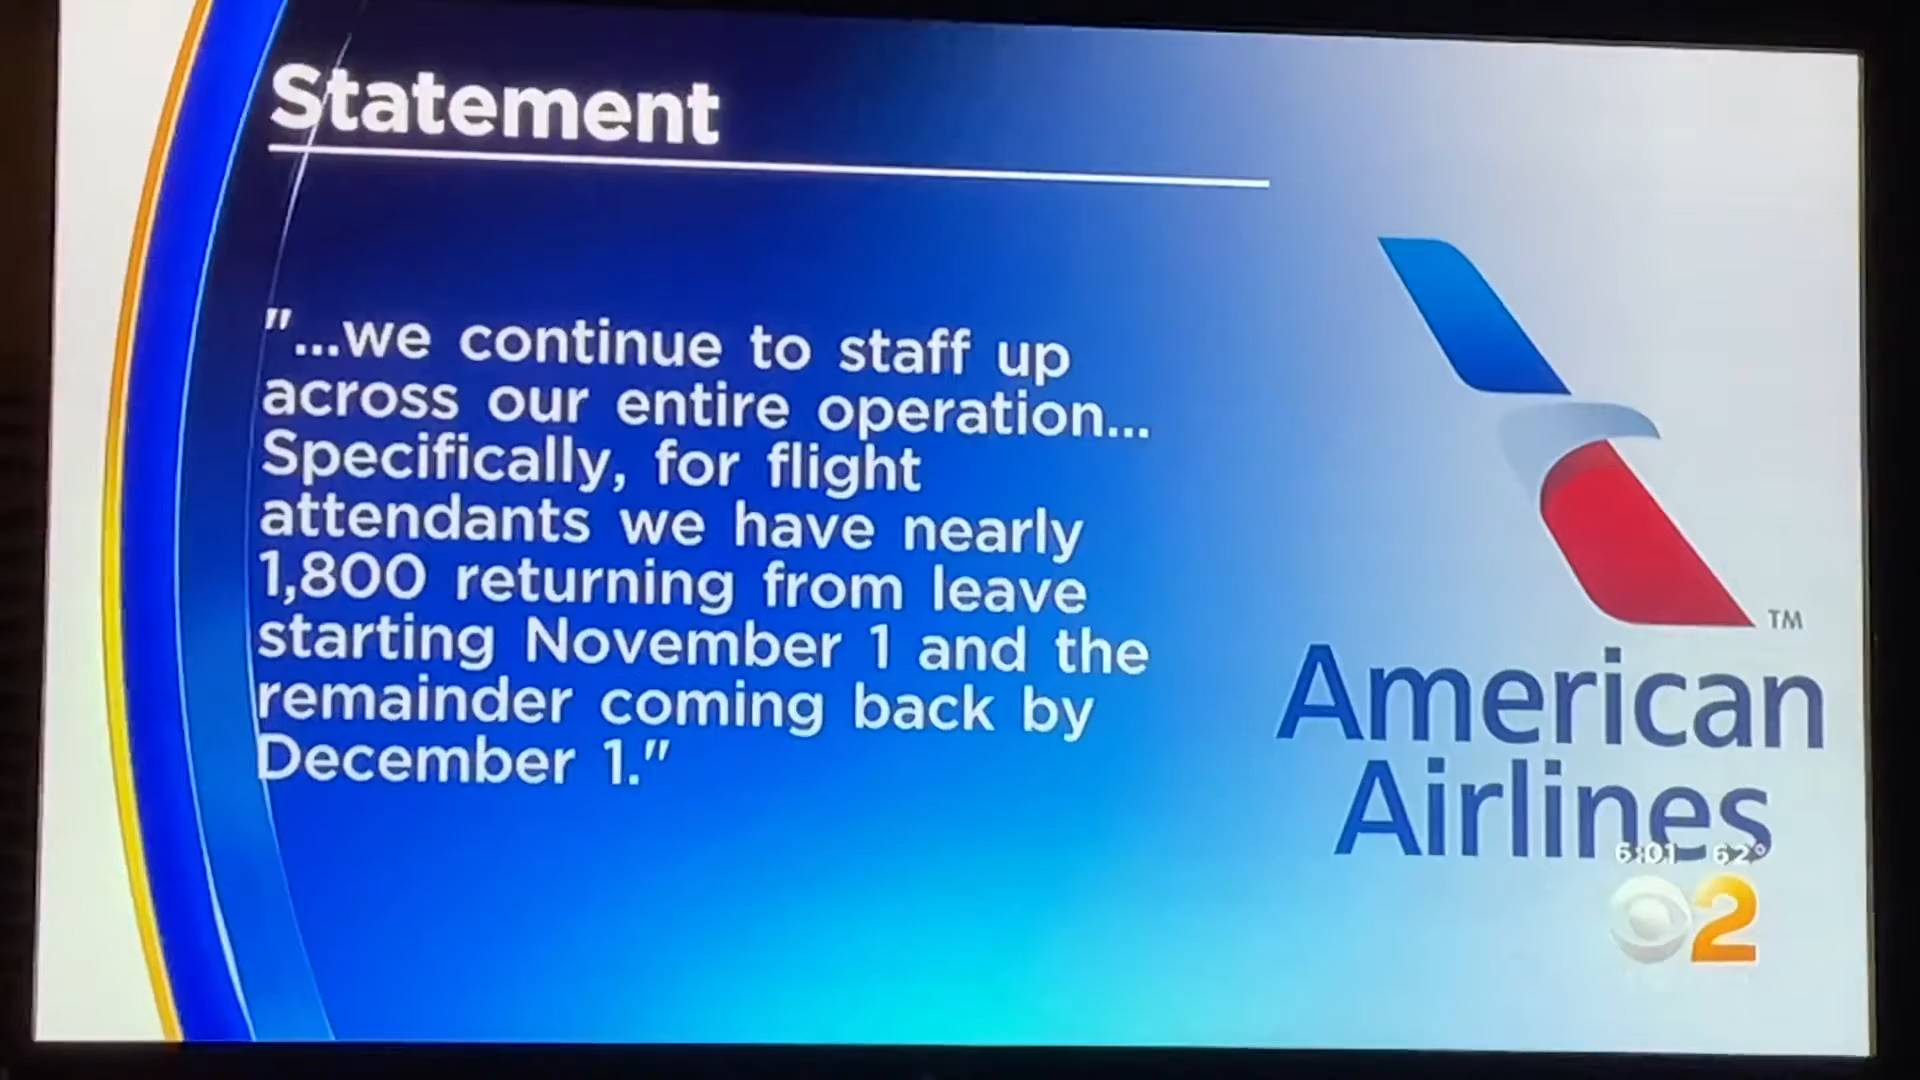 Statement
"...we continue to staff up
across our entire operation...
Specifically, for flight
attendants we have nearly
1,800 returning from leave
starting November 1 and the
remainder coming back by
December 1."
TM
American
Airlines
6:01 62°
2